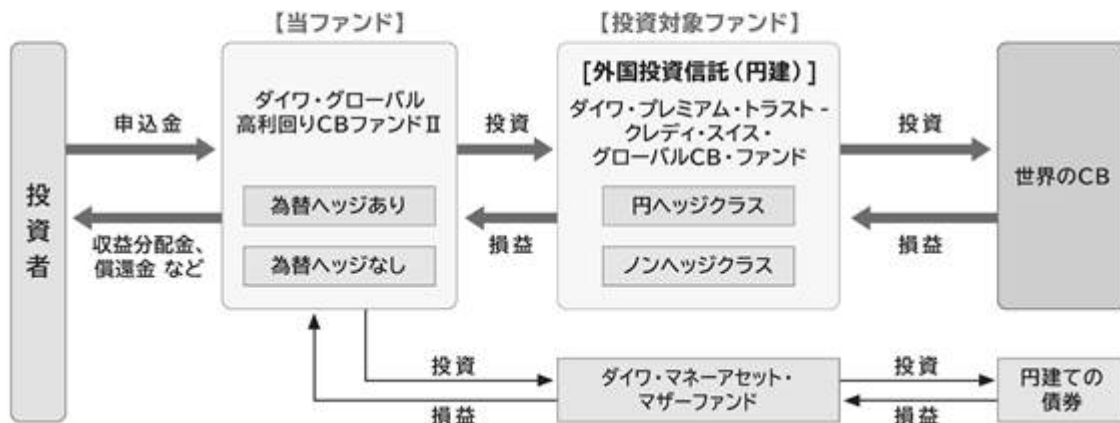 【当ファンド】
【投資対象ファンド】
投資者
申込金
収益分配金、
償還金 など
ダイワ・グローバル
高利回りCBファンドⅡ
為替ヘッジあり
為替ヘッジなし
投資
損益
[外国投資信託(円建)]
ダイワ・プレミアム・トラスト -
クレディ・スイス・
グローバルCB・ファンド
円ヘッジクラス
ノンヘッジクラス
投資
損益
世界のCB
投資
損益
ダイワ・マネーアセット・
マザーファンド
投資
損益
円建ての
債券